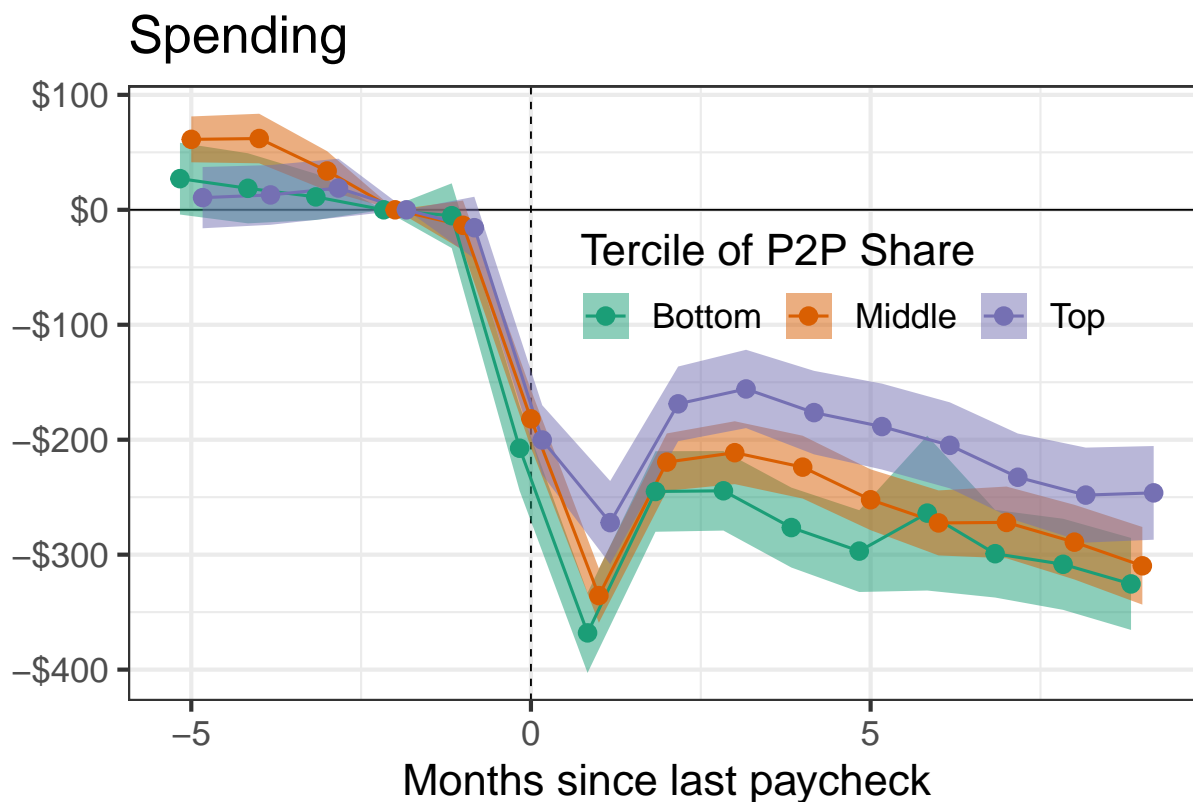 Spending
$100
$0
−$100
−$200
−$300
−$400
Tercile of P2P Share
Bottom Middle Top
−5 0 5
Months since last paycheck